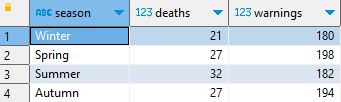 ABC season 123 deaths 123 warnings
1 Winter 21 180
2 Spring 27 198
3 Summer 32 182
4 Autumn 27 194